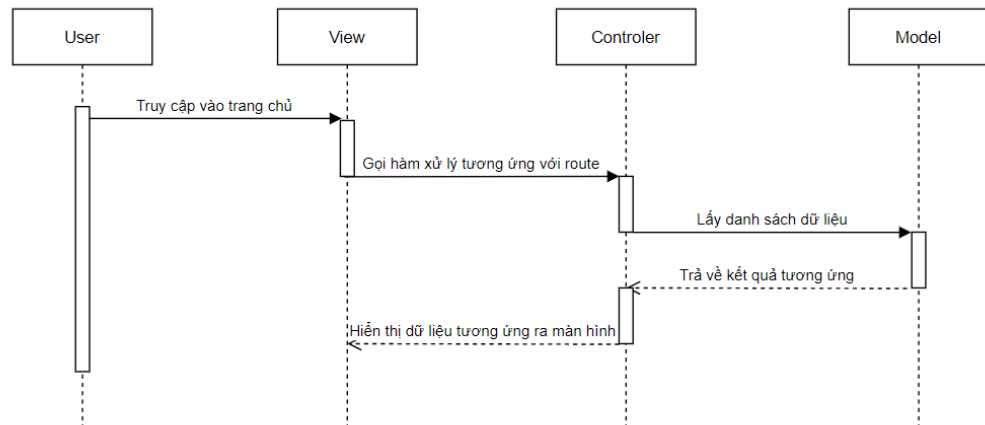 User
View
Controler
Model
Truy cập vào trang chủ
Gọi hàm xử lý tương ứng với route
Lấy danh sách dữ liệu
Trả về kết quả tương ứng
Hiển thị dữ liệu tương ứng ra màn hình